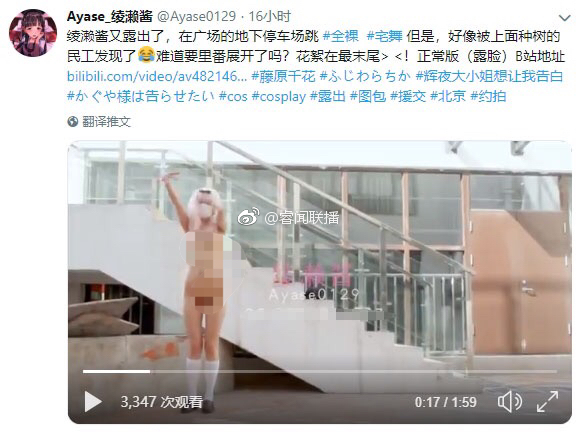 Ayase_绫濑酱 @Ayase0129 · 16小时
绫濑酱又露出了，在广场的地下停车场跳 #全裸 #宅舞 但是，好像被上面种树的
民工发现了😂难道要里番展开了吗？花絮在最末尾> <！正常版（露脸）B站地址
bilibili.com/video/av482146... #藤原千花 #ふじわらちか #辉夜大小姐想让我告白
#かぐや様は告らせたい #cos #cosplay #露出 #图包 #援交 #北京 #约拍
翻译推文
@睿闻联播
绫濑酱
Ayase0129
3,347 次观看
0:17 / 1:59